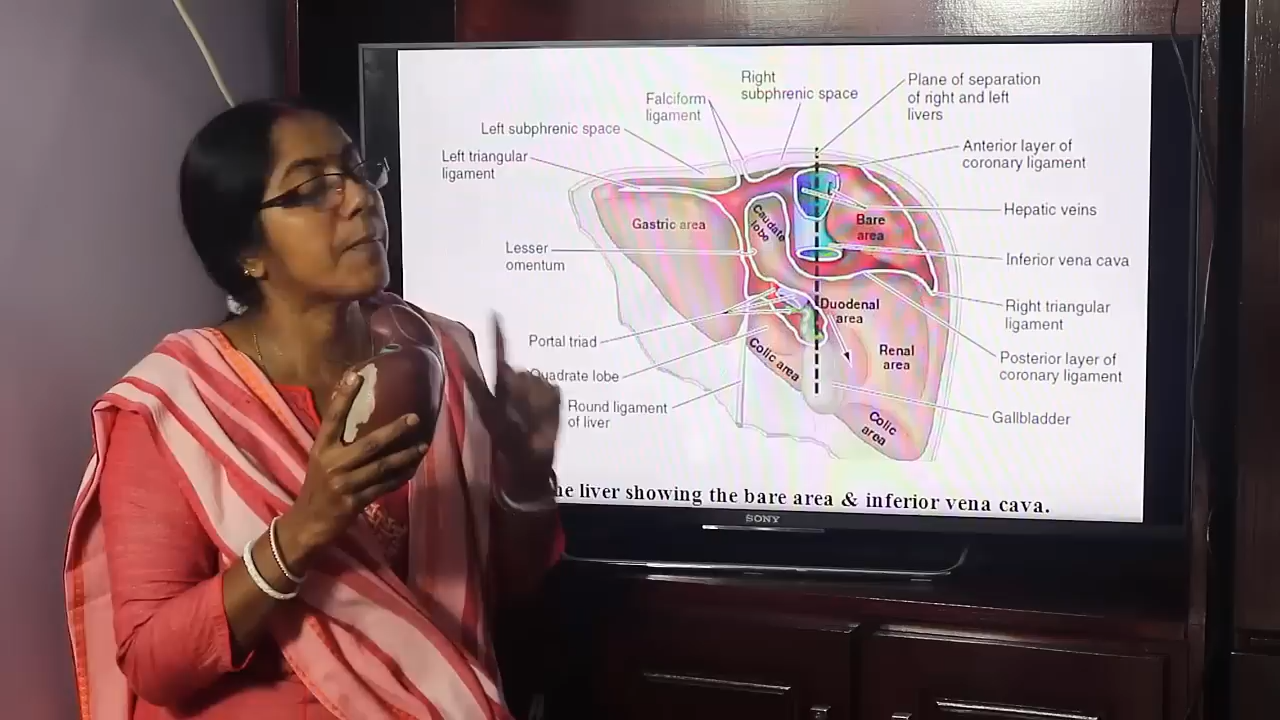 Right
subphrenic space
Plane of separation
of right and left
livers
Falciform
ligament
Left subphrenic space
Left triangular
ligament
Anterior layer of
coronary ligament
Gastric area
Caudate
lobe
Bare
area
Hepatic veins
Lesser
omentum
Inferior vena cava
Duodenal
area
Right triangular
ligament
Portal triad
Colic area
Renal
area
Posterior layer of
coronary ligament
Quadrate lobe
Round ligament
of liver
Gallbladder
Colic
area
liver showing the bare area & inferior vena cava.
SONY